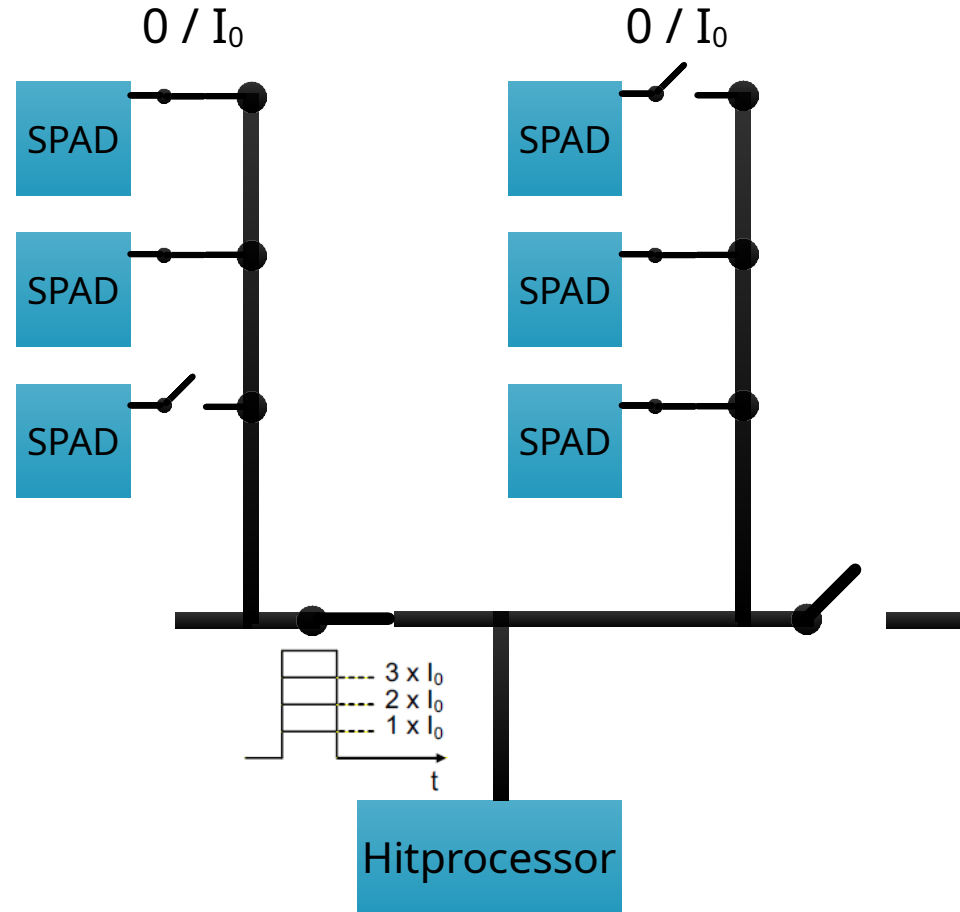 0 / I₀ 0 / I₀
SPAD SPAD
SPAD SPAD
SPAD SPAD
3 x I₀
2 x I₀
1 x I₀
t
Hitprocessor